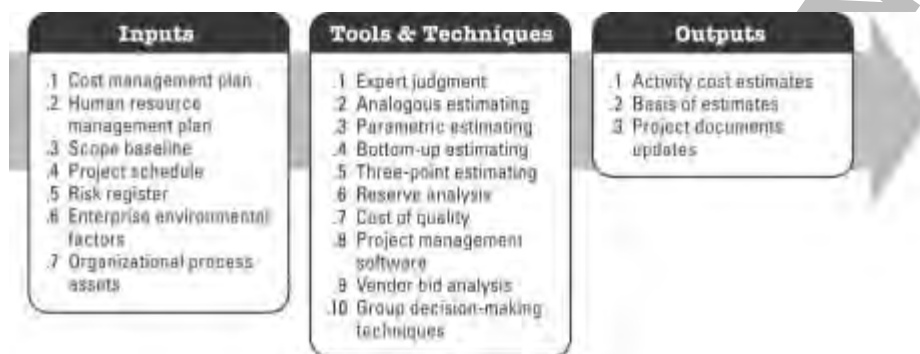 Inputs
.1 Cost management plan
.2 Human resource
management plan
.3 Scope baseline
.4 Project schedule
.5 Risk register
.6 Enterprise environmental
factors
.7 Organizational process
assets
Tools & Techniques
.1 Expert judgment
.2 Analogous estimating
.3 Parametric estimating
.4 Bottom-up estimating
.5 Three-point estimating
.6 Reserve analysis
.7 Cost of quality
.8 Project management
software
.9 Vendor bid analysis
.10 Group decision-making
techniques
Outputs
.1 Activity cost estimates
.2 Basis of estimates
.3 Project documents
updates